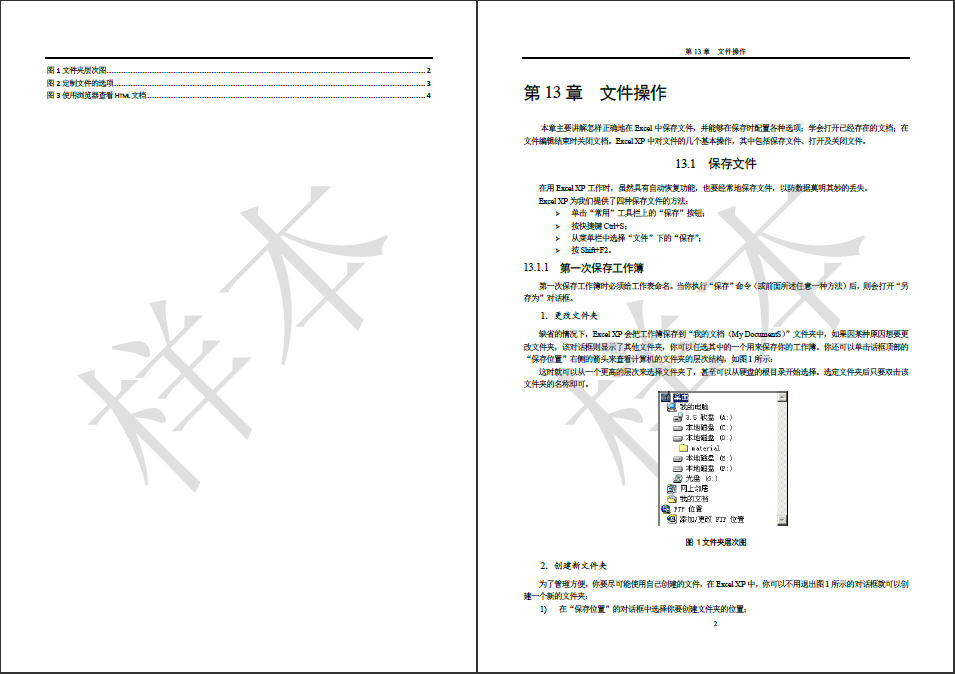 图 1 文件夹层次图 2
图 2 定制文件的选项 3
图 3 使用浏览器查看 HTML 文档 4
样本
第 13 章 文件操作
第 13 章 文件操作
本章主要讲解怎样正确地在 Excel 中保存文件，并能够在保存时配置各种选项；学会打开已经存在的文档；在
文件编辑结束时关闭文档。Excel XP 中对文件的几个基本操作，其中包括保存文件、打开及关闭文件。
13.1 保存文件
在用 Excel XP 工作时，虽然具有自动恢复功能，也要经常地保存文件，以防数据莫明其妙的丢失。
Excel XP 为我们提供了四种保存文件的方法：
➢ 单击“常用”工具栏上的“保存”按钮；
➢ 按快捷键 Ctrl+S；
➢ 从菜单栏中选择“文件”下的“保存”；
➢ 按 Shift+F2。
13.1.1 第一次保存工作簿
第一次保存工作簿时必须给工作表命名。当你执行“保存”命令（或前面所述任意一种方法）后，则会打开“另
存为”对话框。
1．更改文件夹
缺省的情况下，Excel XP 会把工作簿保存到“我的文档（My DocumentS）”文件夹中，如果因某种原因想要更
改文件夹，该对话框则显示了其他文件夹，你可以任选其中的一个用来保存你的工作簿。你还可以单击话框顶部的
“保存位置”右侧的箭头来查看计算机的文件夹的层次结构，如图 1 所示：
这时就可以从一个更高的层次来选择文件夹了，甚至可以从硬盘的根目录开始选择。选定文件夹后只要双击该
文件夹的名称即可。
桌面
我的电脑
3.5 软盘 (A:)
本地磁盘 (C:)
本地磁盘 (D:)
material
本地磁盘 (E:)
本地磁盘 (F:)
光盘 (G:)
网上邻居
我的文档
FTP 位置
添加/更改 FTP 位置
图 1文件夹层次图
2．创建新文件夹
为了管理方便，你要尽可能使用自己创建的文件，在 Excel XP 中，你可以不用退出图 1 所示的对话框就可以创
建一个新的文件夹：
1) 在“保存位置”的对话框中选择你要创建文件夹的位置；
2
样本